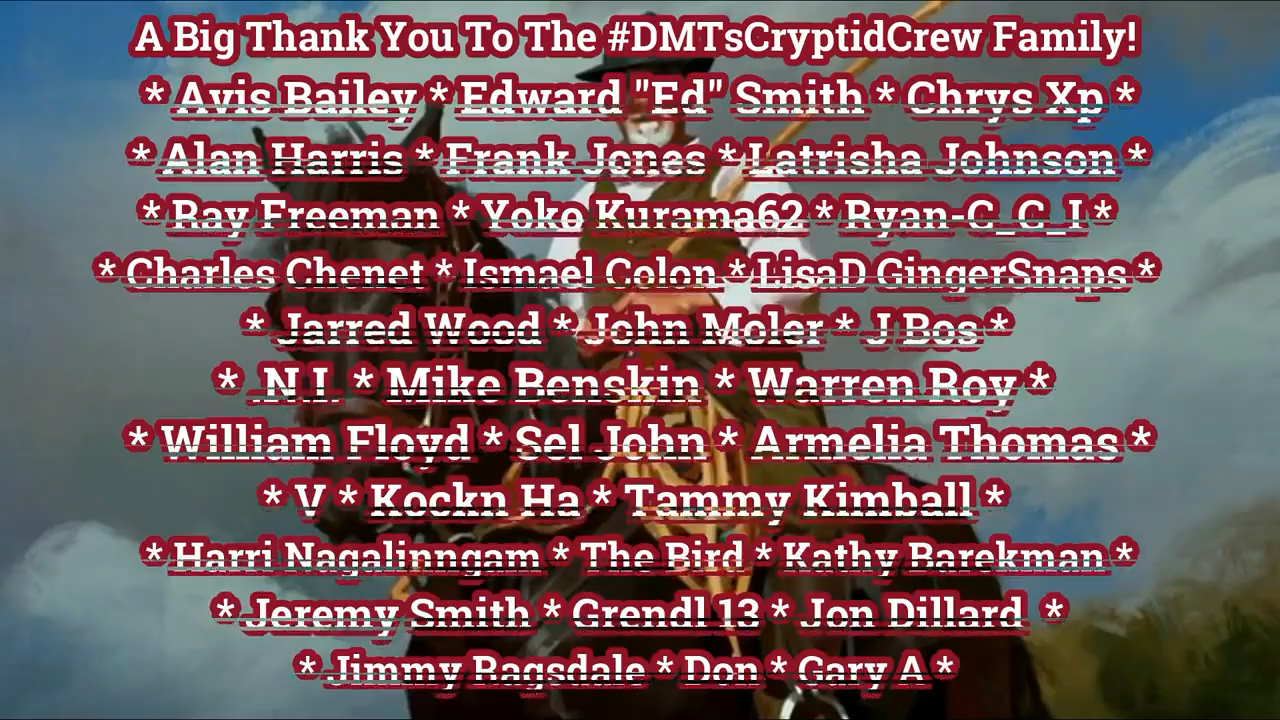 A Big Thank You To The #DMTsCryptidCrew Family!
* Avis Bailey * Edward "Ed" Smith * Chrys Xp *
* Alan Harris * Frank Jones * Latrisha Johnson *
* Ray Freeman * Yoko Kurama62 * Ryan-C_C_I *
* Charles Chenet * Ismael Colon * LisaD GingerSnaps *
* Jarred Wood * John Moler * J Bos *
* N.I. * Mike Benskin * Warren Roy *
* William Floyd * Sel John * Armelia Thomas *
* V * Kockn Ha * Tammy Kimball *
* Harri Nagalinngam * The Bird * Kathy Barekman *
* Jeremy Smith * Grendl 13 * Jon Dillard *
* Jimmy Ragsdale * Don * Gary A *